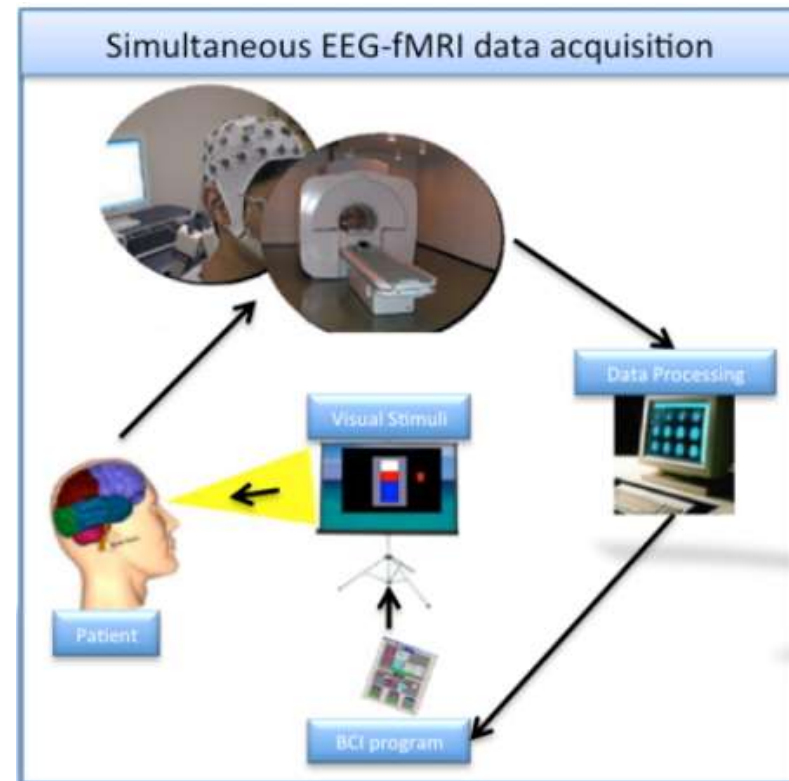 Simultaneous EEG-fMRI data acquisition
Data Processing
Visual Stimuli
Patient
BCI program